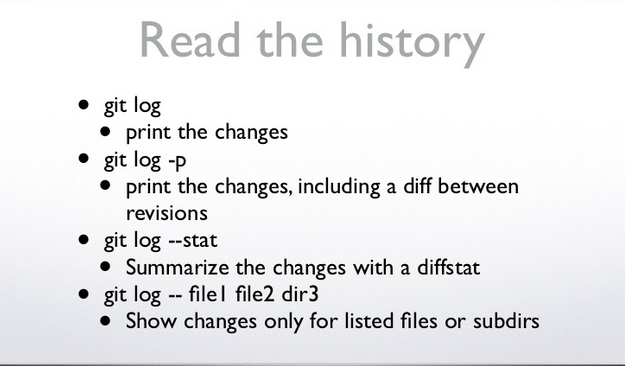 Read the history
• git log
• print the changes
• git log -p
• print the changes, including a diff between
revisions
• git log --stat
• Summarize the changes with a diffstat
• git log -- file1 file2 dir3
• Show changes only for listed files or subdirs